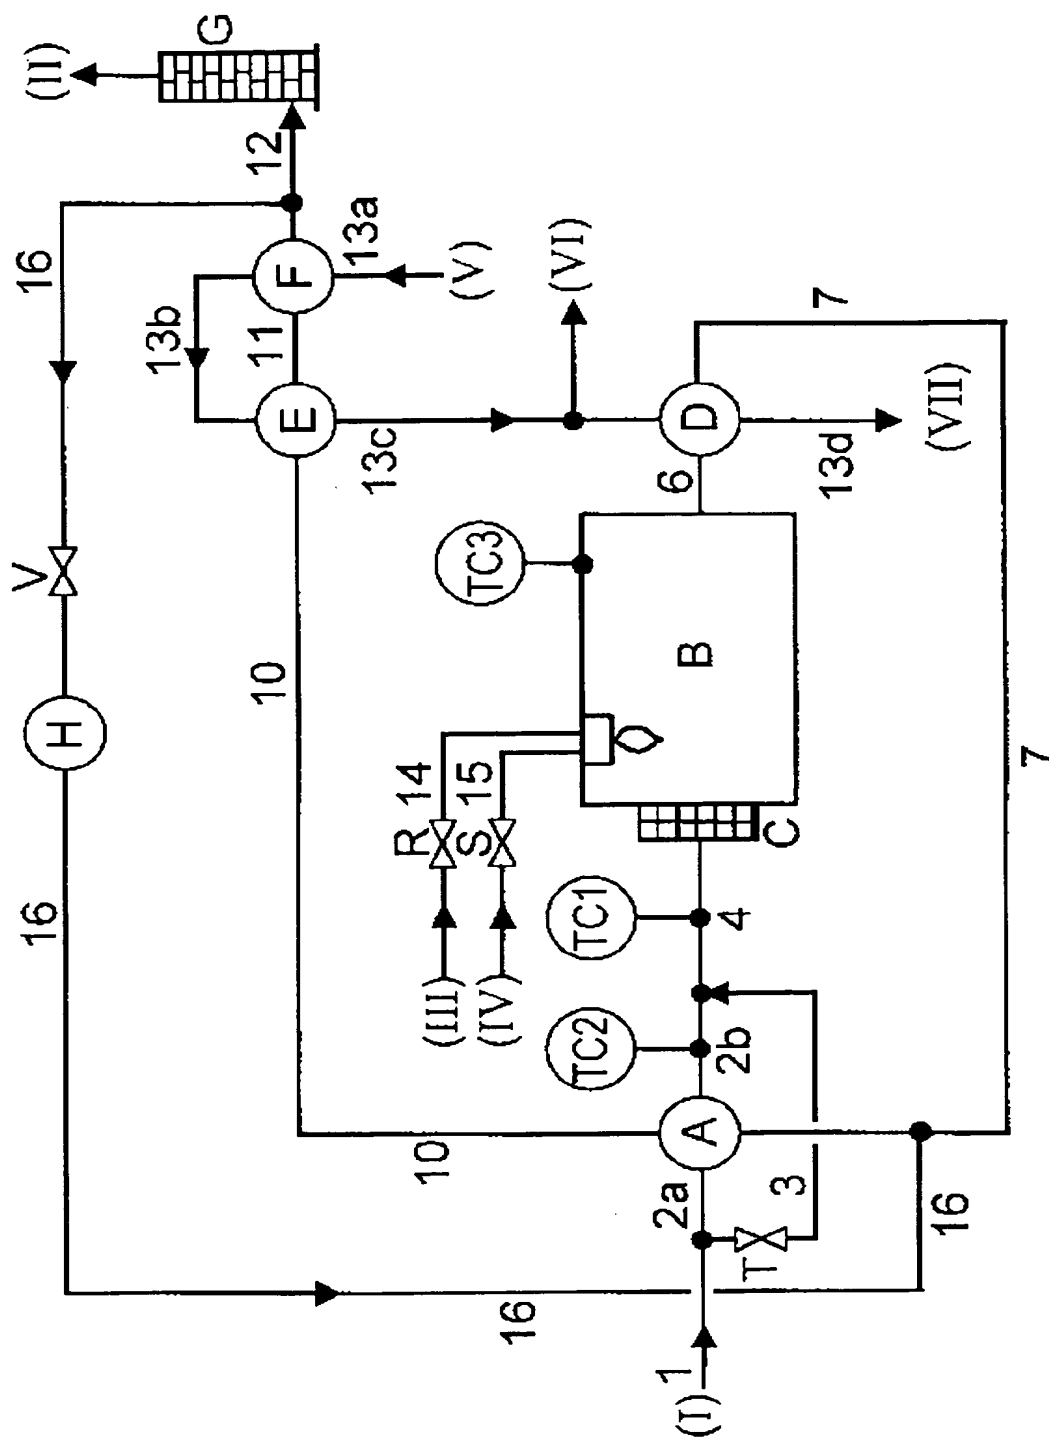 (II)
G
12
16
13a
(V)
F
13b
11
E
(VI)
7
13c
D
13d
(VII)
6
V
TC3
10
B
H
7
14
15
R
S
C
16
TC1
4
(III)
(IV)
TC2
2b
A
10
2a
3
16
T
16
1
(I)